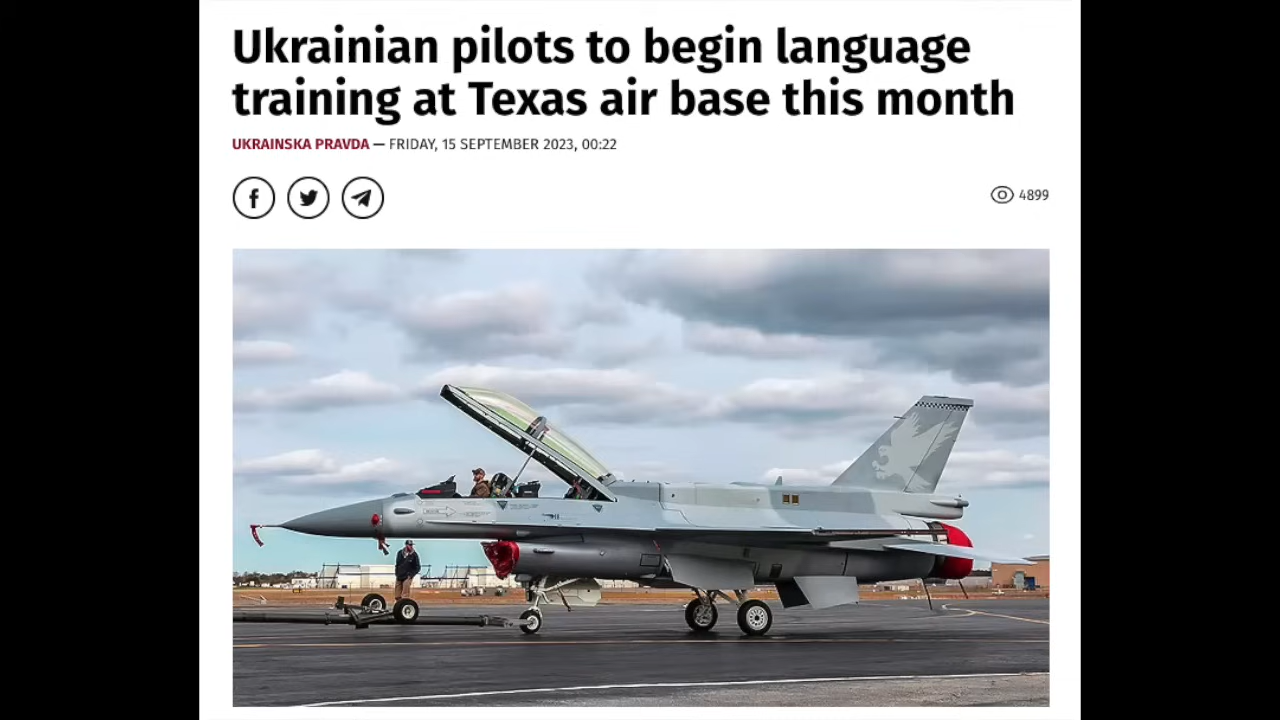 Ukrainian pilots to begin language
training at Texas air base this month
UKRAINSKA PRAVDA — FRIDAY, 15 SEPTEMBER 2023, 00:22
4899